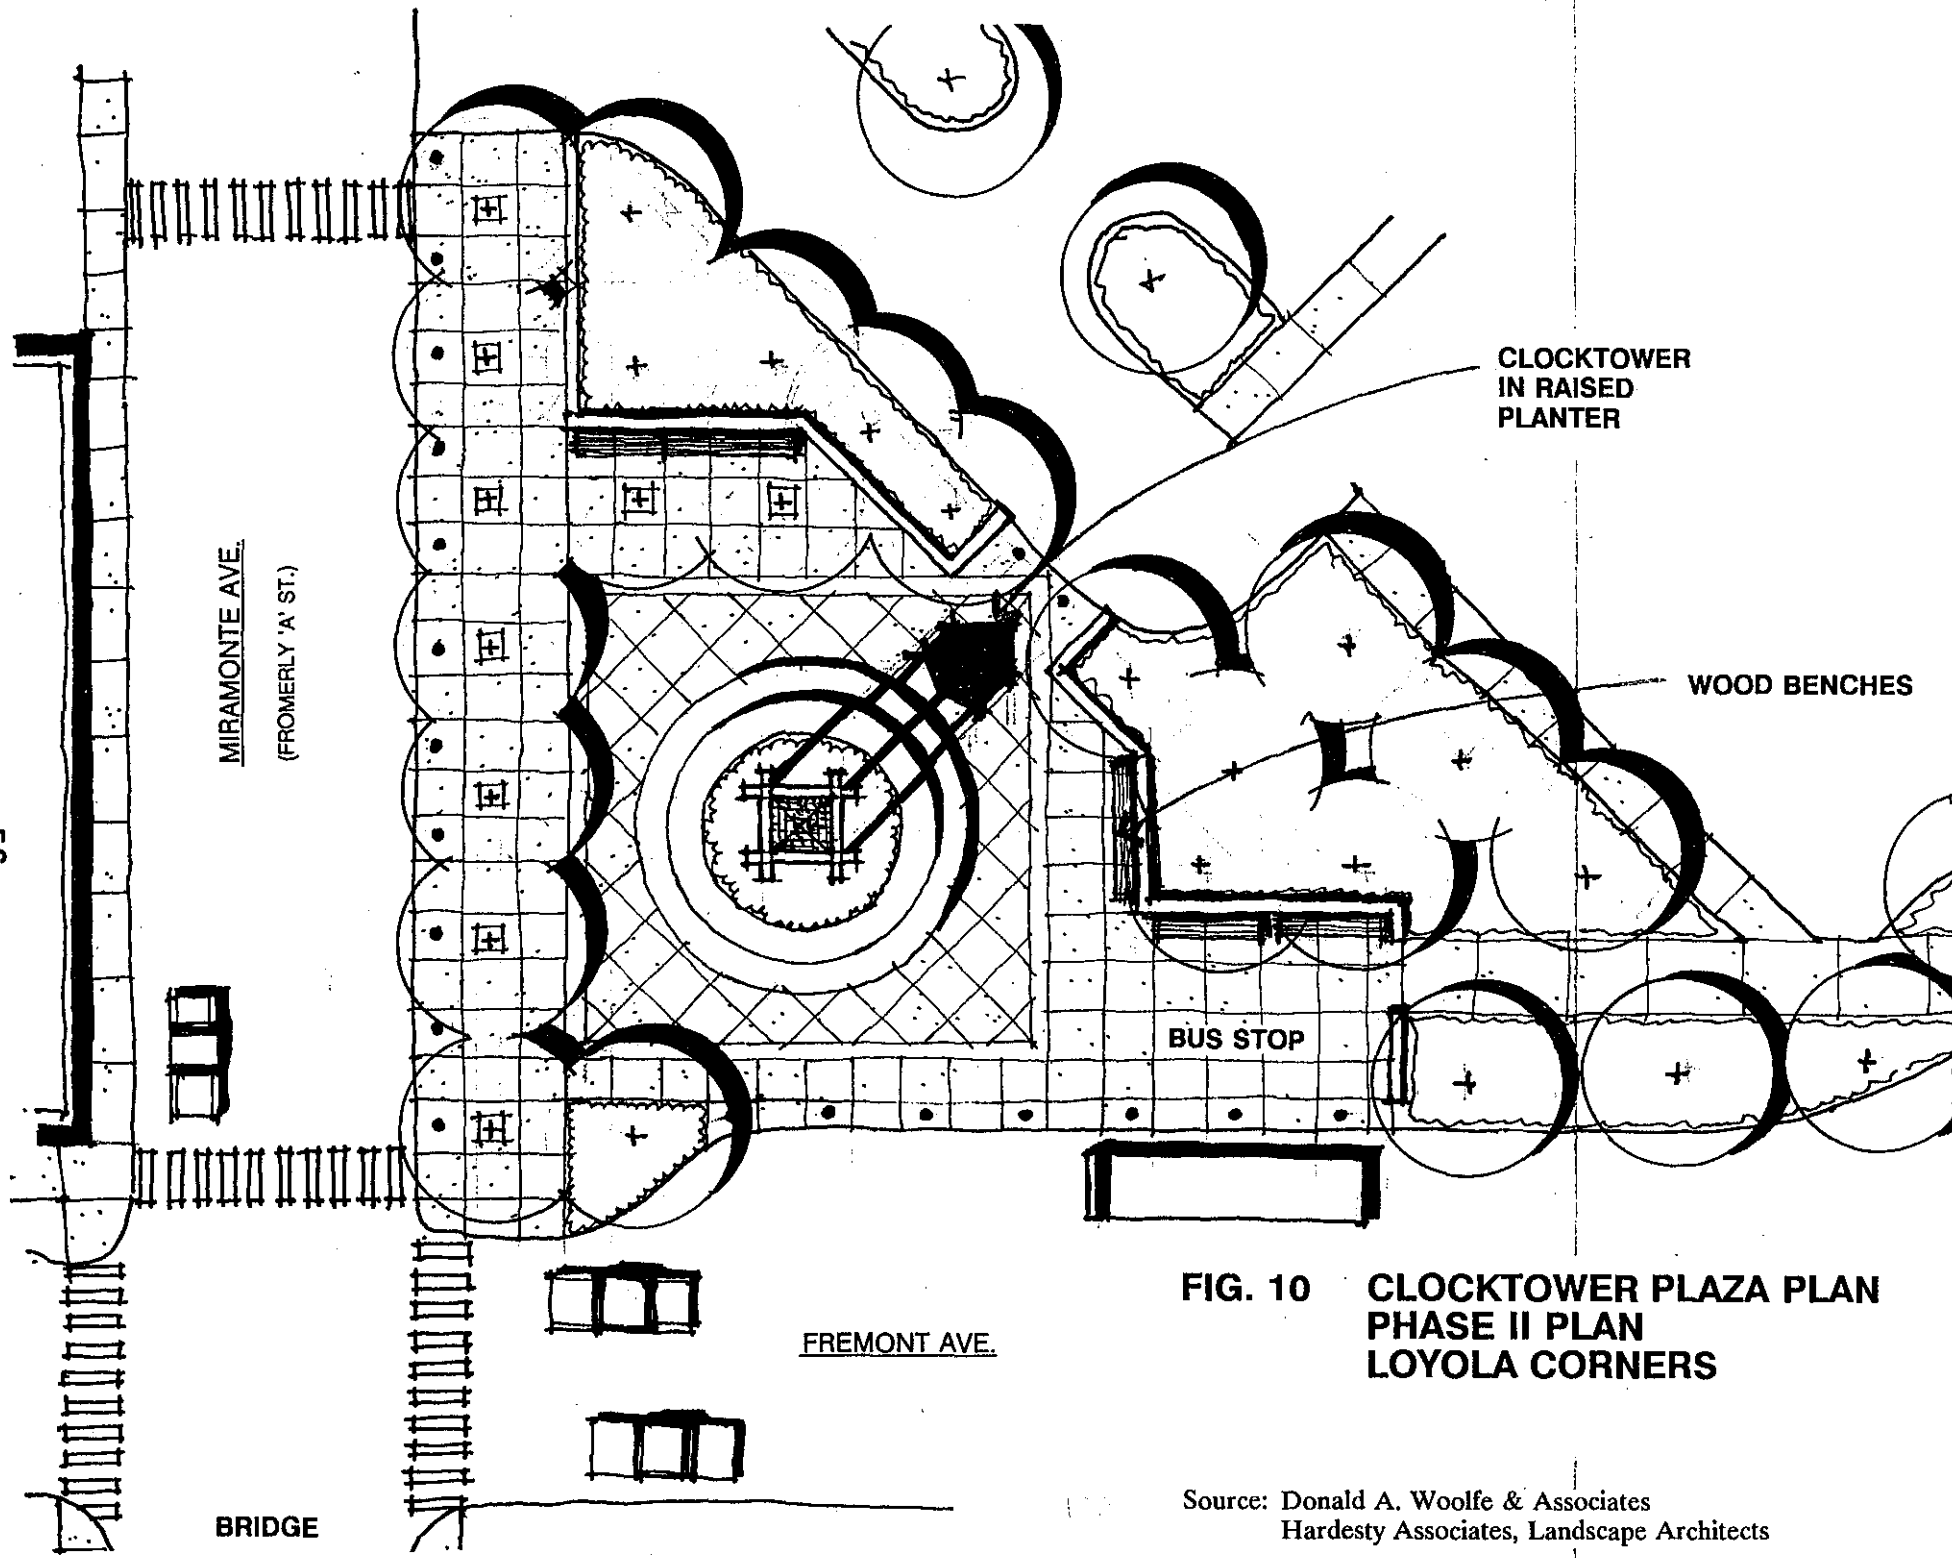 CLOCKTOWER
IN RAISED
PLANTER
MIRAMONTE AVE.
(FROMERLY 'A' ST.)
WOOD BENCHES
BUS STOP
FIG. 10 CLOCKTOWER PLAZA PLAN
PHASE II PLAN
LOYOLA CORNERS
FREMONT AVE.
BRIDGE
Source: Donald A. Woolfe & Associates
Hardesty Associates, Landscape Architects